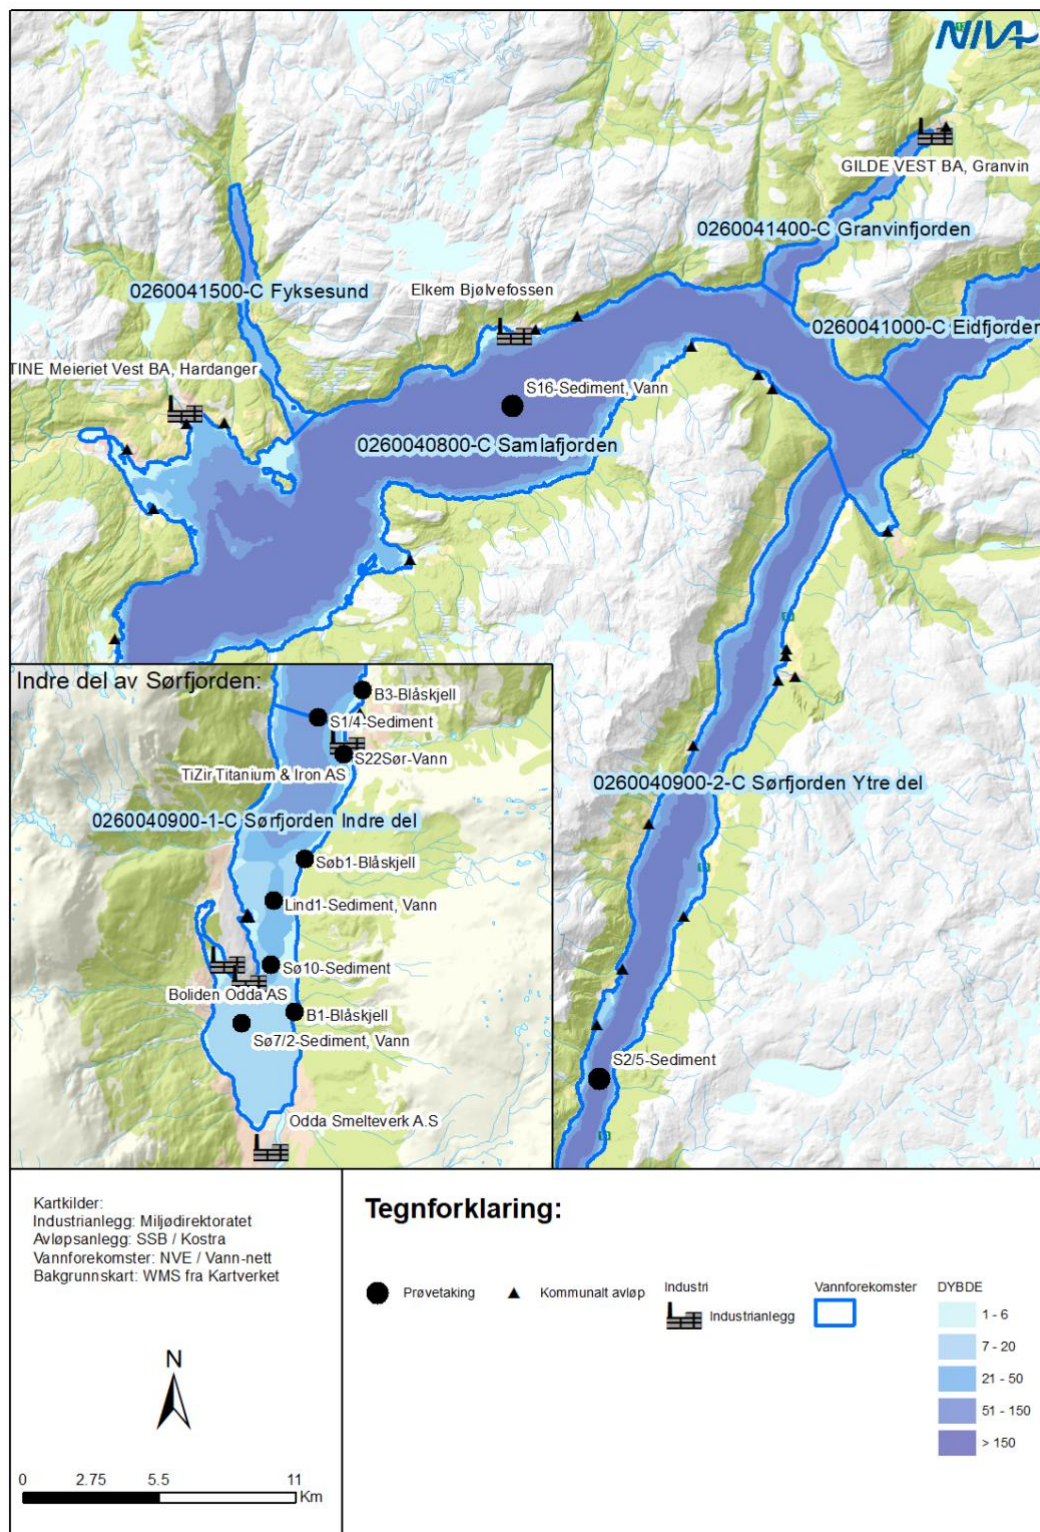 NIVA
GILDE VEST BA, Granvin
0260041400-C Granvinfjorden
0260041500-C Fyksesund
Elkem Bjølvefossen
0260041000-C Eidfjorden
TINE Meieriet Vest BA, Hardanger
S16-Sediment, Vann
0260040800-C Samlafjorden
0260040900-2-C Sørfjorden Ytre del
S2/5-Sediment
Indre del av Sørfjorden:
B3-Blåskjell
S1/4-Sediment
S22Sør-Vann
TiZir Titanium & Iron AS
0260040900-1-C Sørfjorden Indre del
Søb1-Blåskjell
Lind1-Sediment, Vann
Sø10-Sediment
Boliden Odda AS
B1-Blåskjell
Sø7/2-Sediment, Vann
Odda Smelteverk A.S
Kartkilder:
Industrianlegg: Miljødirektoratet
Avløpsanlegg: SSB / Kostra
Vannforekomster: NVE / Vann-nett
Bakgrunnskart: WMS fra Kartverket
N
0 2.75 5.5 11
Km
Tegnforklaring:
Prøvetaking
Kommunalt avløp
Industri
Industrianlegg
Vannforekomster
DYBDE
1 - 6
7 - 20
21 - 50
51 - 150
> 150